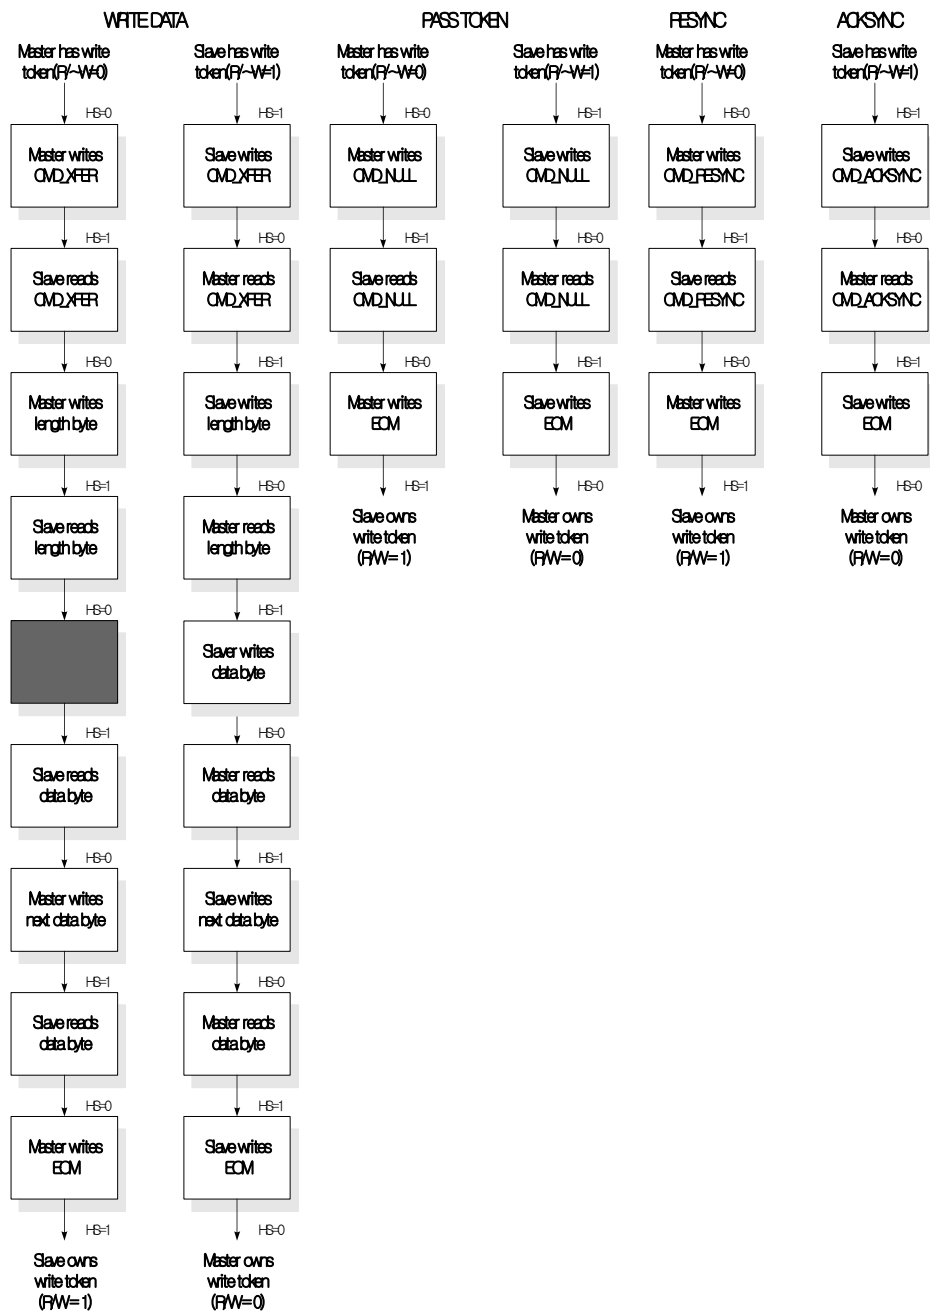 WRITE DATA
Master has write
token(R/~W=0)
HS=0
Master writes
CMD_XFER
HS=1
Slave reads
CMD_XFER
HS=0
Master writes
length byte
HS=1
Slave reads
length byte
HS=0
HS=1
Slave reads
data byte
HS=0
Master writes
next data byte
HS=1
Slave reads
data byte
HS=0
Master writes
EOM
HS=1
Slave owns
write token
(R/W = 1)
Slave has write
token(R/~W=1)
HS=1
Slave writes
CMD_XFER
HS=0
Master reads
CMD_XFER
HS=1
Slave writes
length byte
HS=0
Master reads
length byte
HS=1
Slaver writes
data byte
HS=0
Master reads
data byte
HS=1
Slave writes
next data byte
HS=0
Master reads
data byte
HS=1
Slave writes
EOM
HS=0
Master owns
write token
(R/W = 0)
PASS TOKEN
Master has write
token(R/~W=0)
HS=0
Master writes
CMD_NULL
HS=1
Slave reads
CMD_NULL
HS=0
Master writes
EOM
HS=1
Slave owns
write token
(R/W = 1)
Slave has write
token(R/~W=1)
HS=1
Slave writes
CMD_NULL
HS=0
Master reads
CMD_NULL
HS=1
Slave writes
EOM
HS=0
Master owns
write token
(R/W = 0)
RESYNC
Master has write
token(R/~W=0)
HS=0
Master writes
CMD_RESYNC
HS=1
Slave reads
CMD_RESYNC
HS=0
Master writes
EOM
HS=1
Slave owns
write token
(R/W = 1)
ACKSYNC
Slave has write
token(R/~W=1)
HS=1
Slave writes
CMD_ACKSYNC
HS=0
Master reads
CMD_ACKSYNC
HS=1
Slave writes
EOM
HS=0
Master owns
write token
(R/W = 0)